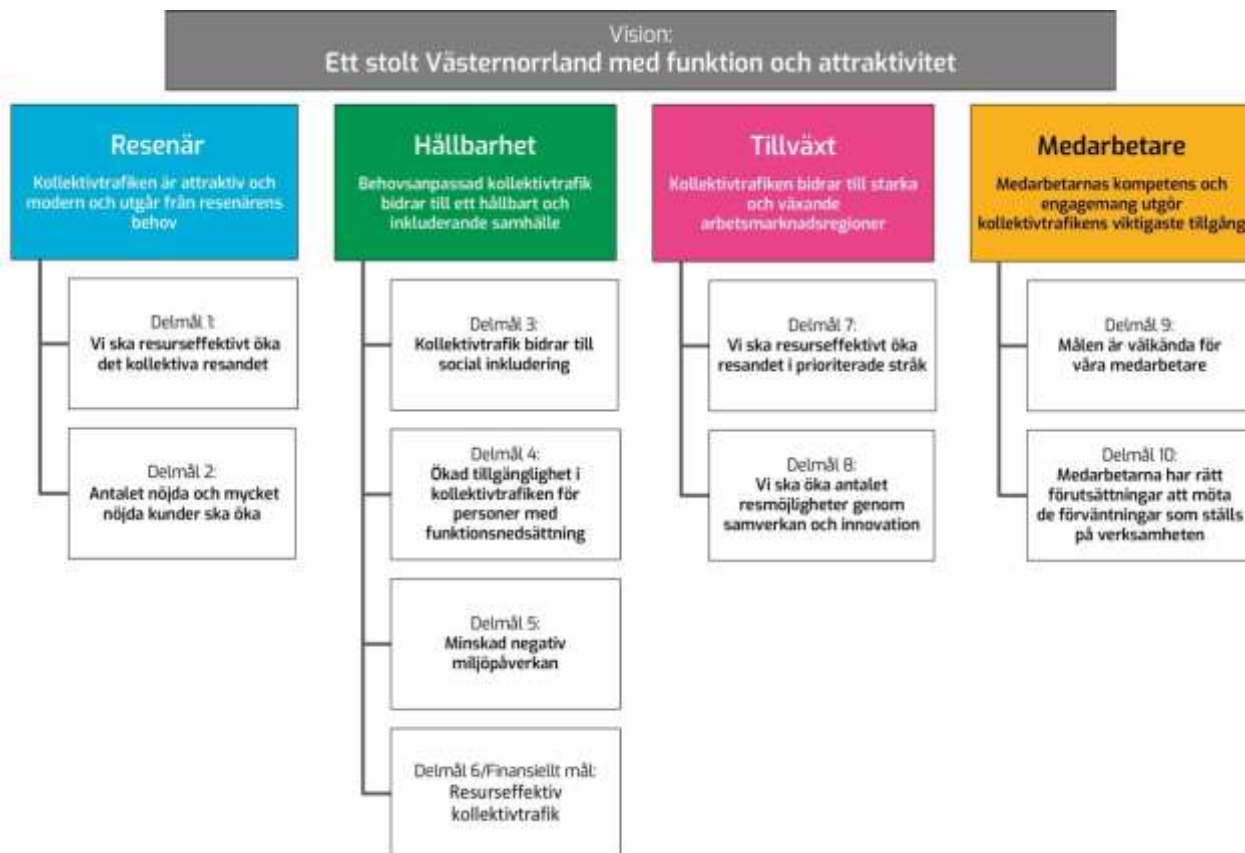 Vision:
Ett stolt Västernorrland med funktion och attraktivitet
Resenär
Kollektivtrafiken är attraktiv och
modern och utgår från resenärens
behov
Delmål 1:
Vi ska resurseffektivt öka
det kollektiva resandet
Delmål 2:
Antalet nöjda och mycket
nöjda kunder ska öka
Hållbarhet
Behovsanpassad kollektivtrafik
bidrar till ett hållbart och
inkluderande samhälle
Delmål 3:
Kollektivtrafik bidrar till
social inkludering
Delmål 4:
Ökad tillgänglighet i
kollektivtrafiken för
personer med
funktionsnedsättning
Delmål 5:
Minskad negativ
miljöpåverkan
Delmål 6/Finansiellt mål:
Resurseffektiv
kollektivtrafik
Tillväxt
Kollektivtrafiken bidrar till starka
och växande
arbetsmarknadsregioner
Delmål 7:
Vi ska resurseffektivt öka
resandet i prioriterade stråk
Delmål 8:
Vi ska öka antalet
resmöjligheter genom
samverkan och innovation
Medarbetare
Medarbetarnas kompetens och
engagemang utgör
kollektivtrafikens viktigaste tillgång
Delmål 9:
Målen är välkända för
våra medarbetare
Delmål 10:
Medarbetarna har rätt
förutsättningar att möta
de förväntningar som ställs
på verksamheten